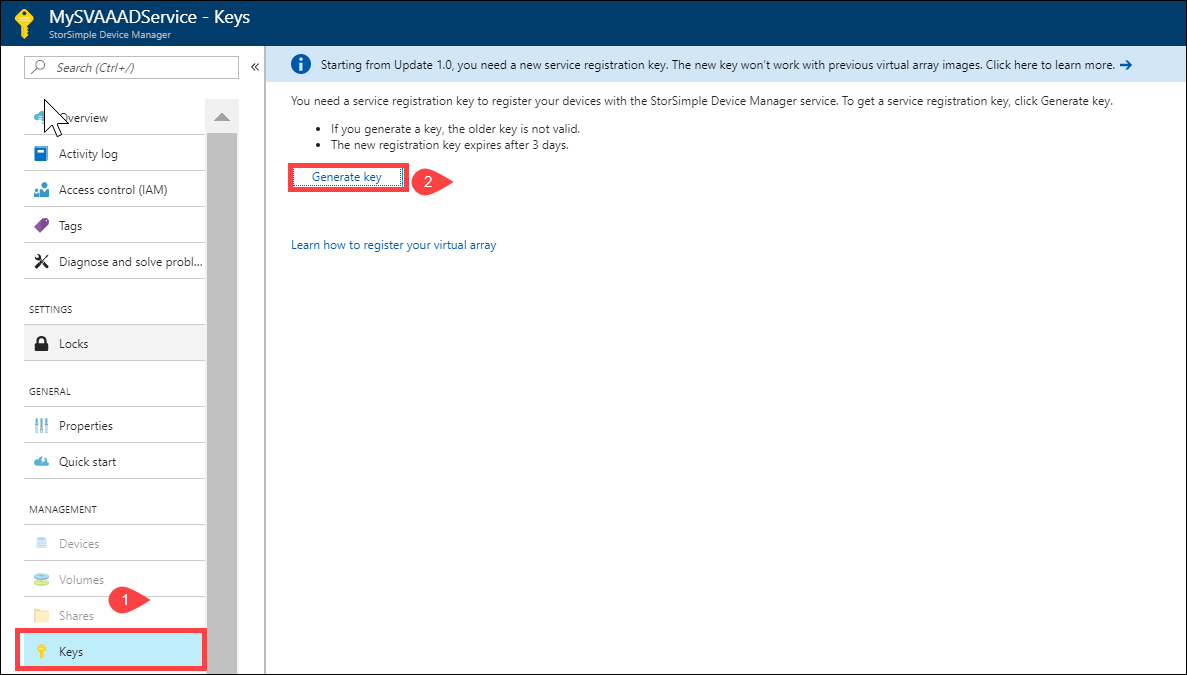 MySVAAADService - Keys
StorSimple Device Manager
Search (Ctrl+/)
«
Overview
Activity log
Access control (IAM)
Tags
Diagnose and solve probl...
SETTINGS
Locks
GENERAL
Properties
Quick start
MANAGEMENT
Devices
Volumes
1
Shares
Keys
Starting from Update 1.0, you need a new service registration key. The new key won't work with previous virtual array images. Click here to learn more. →
You need a service registration key to register your devices with the StorSimple Device Manager service. To get a service registration key, click Generate key.
• If you generate a key, the older key is not valid.
• The new registration key expires after 3 days.
Generate key
2
Learn how to register your virtual array